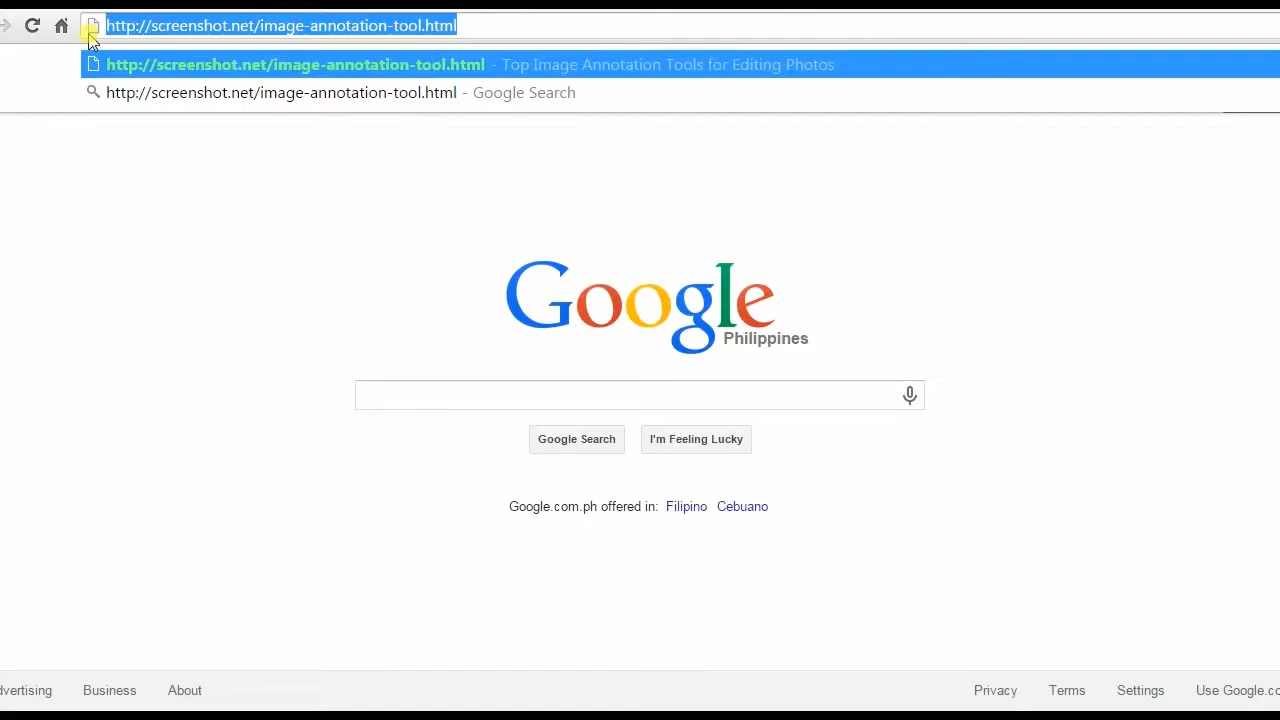 http://screenshot.net/image-annotation-tool.html
http://screenshot.net/image-annotation-tool.html - Top Image Annotation Tools for Editing Photos
http://screenshot.net/image-annotation-tool.html - Google Search
Google
Philippines
Google Search I'm Feeling Lucky
Google.com.ph offered in: Filipino Cebuano
dvertising Business About Privacy Terms Settings Use Google.co